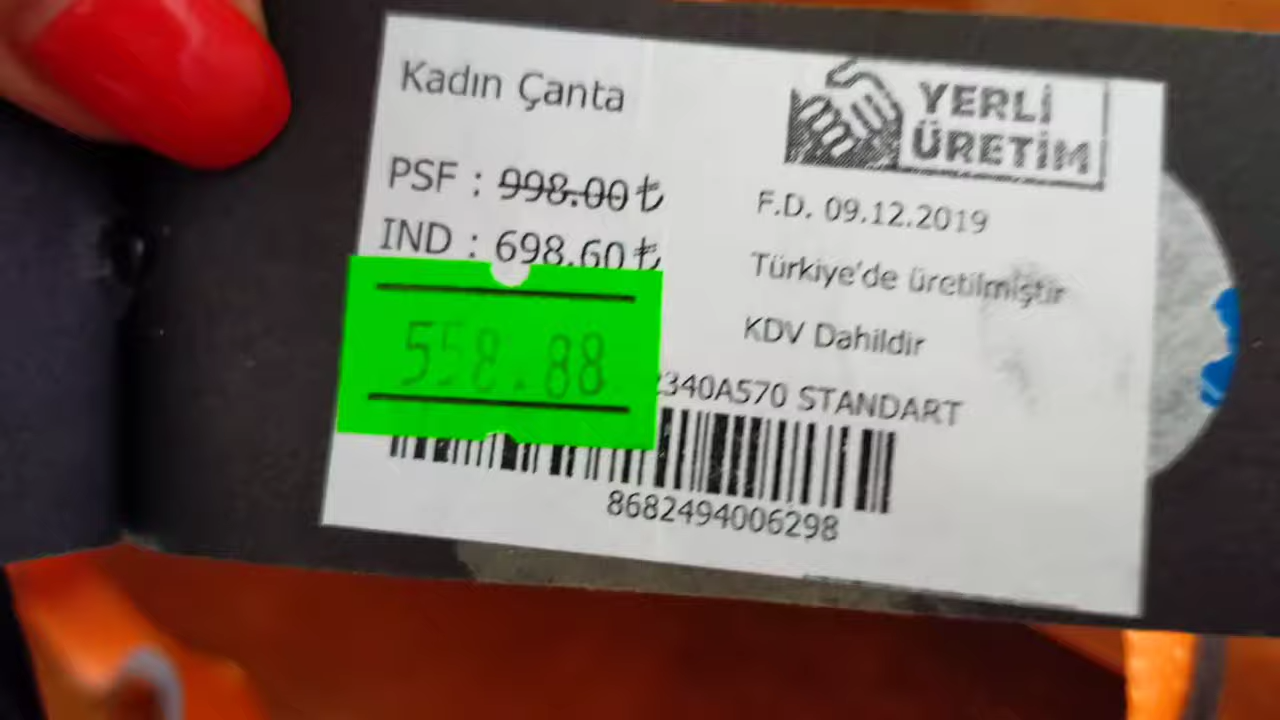 Kadın Çanta
PSF : 998.00₺
IND : 698.60₺
558.88
YERLİ
ÜRETİM
F.D. 09.12.2019
Türkiye'de üretilmiştir
KDV Dahildir
2340A570 STANDART
8682494006298